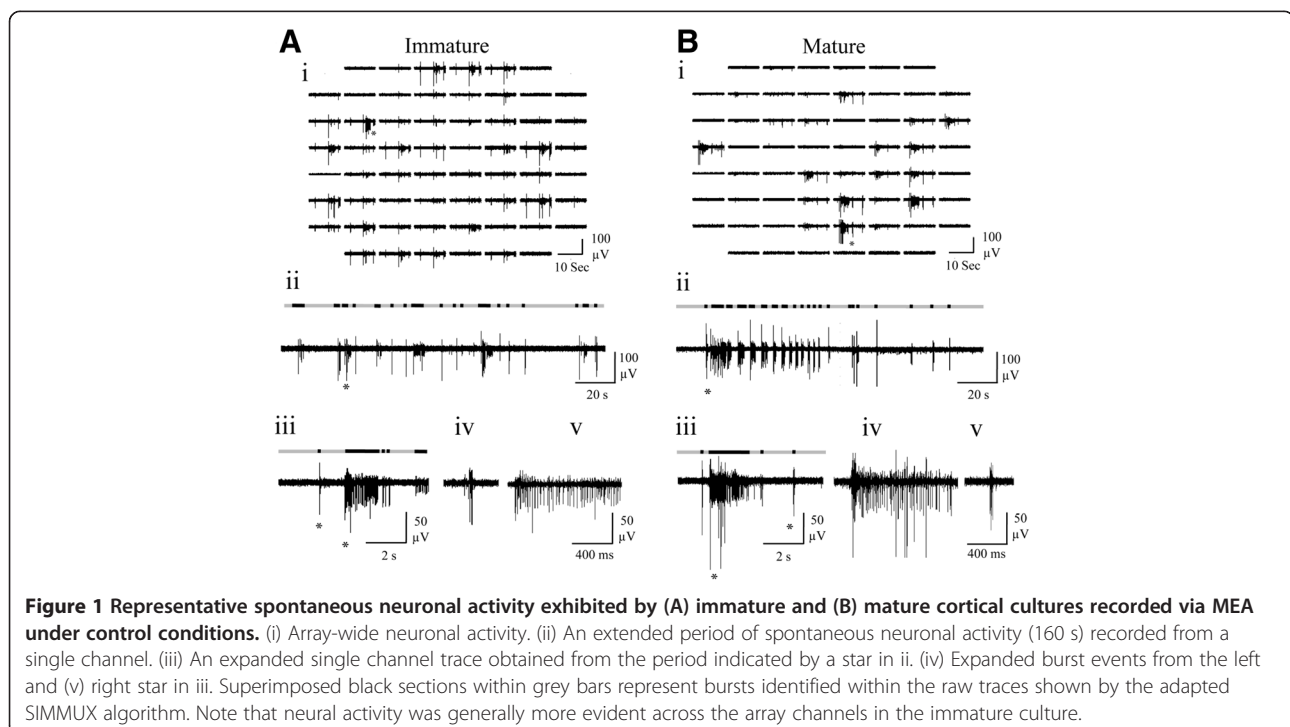 A
Immature
B
Mature
i
*
100
µV
10 Sec
i
*
100
µV
10 Sec
ii
*
100
µV
20 s
ii
*
100
µV
20 s
iii
iv
v
*
*
50
µV
2 s
50
µV
400 ms
iii
iv
v
*
*
50
µV
2 s
50
µV
400 ms
Figure 1 Representative spontaneous neuronal activity exhibited by (A) immature and (B) mature cortical cultures recorded via MEA
under control conditions. (i) Array-wide neuronal activity. (ii) An extended period of spontaneous neuronal activity (160 s) recorded from a
single channel. (iii) An expanded single channel trace obtained from the period indicated by a star in ii. (iv) Expanded burst events from the left
and (v) right star in iii. Superimposed black sections within grey bars represent bursts identified within the raw traces shown by the adapted
SIMMUX algorithm. Note that neural activity was generally more evident across the array channels in the immature culture.